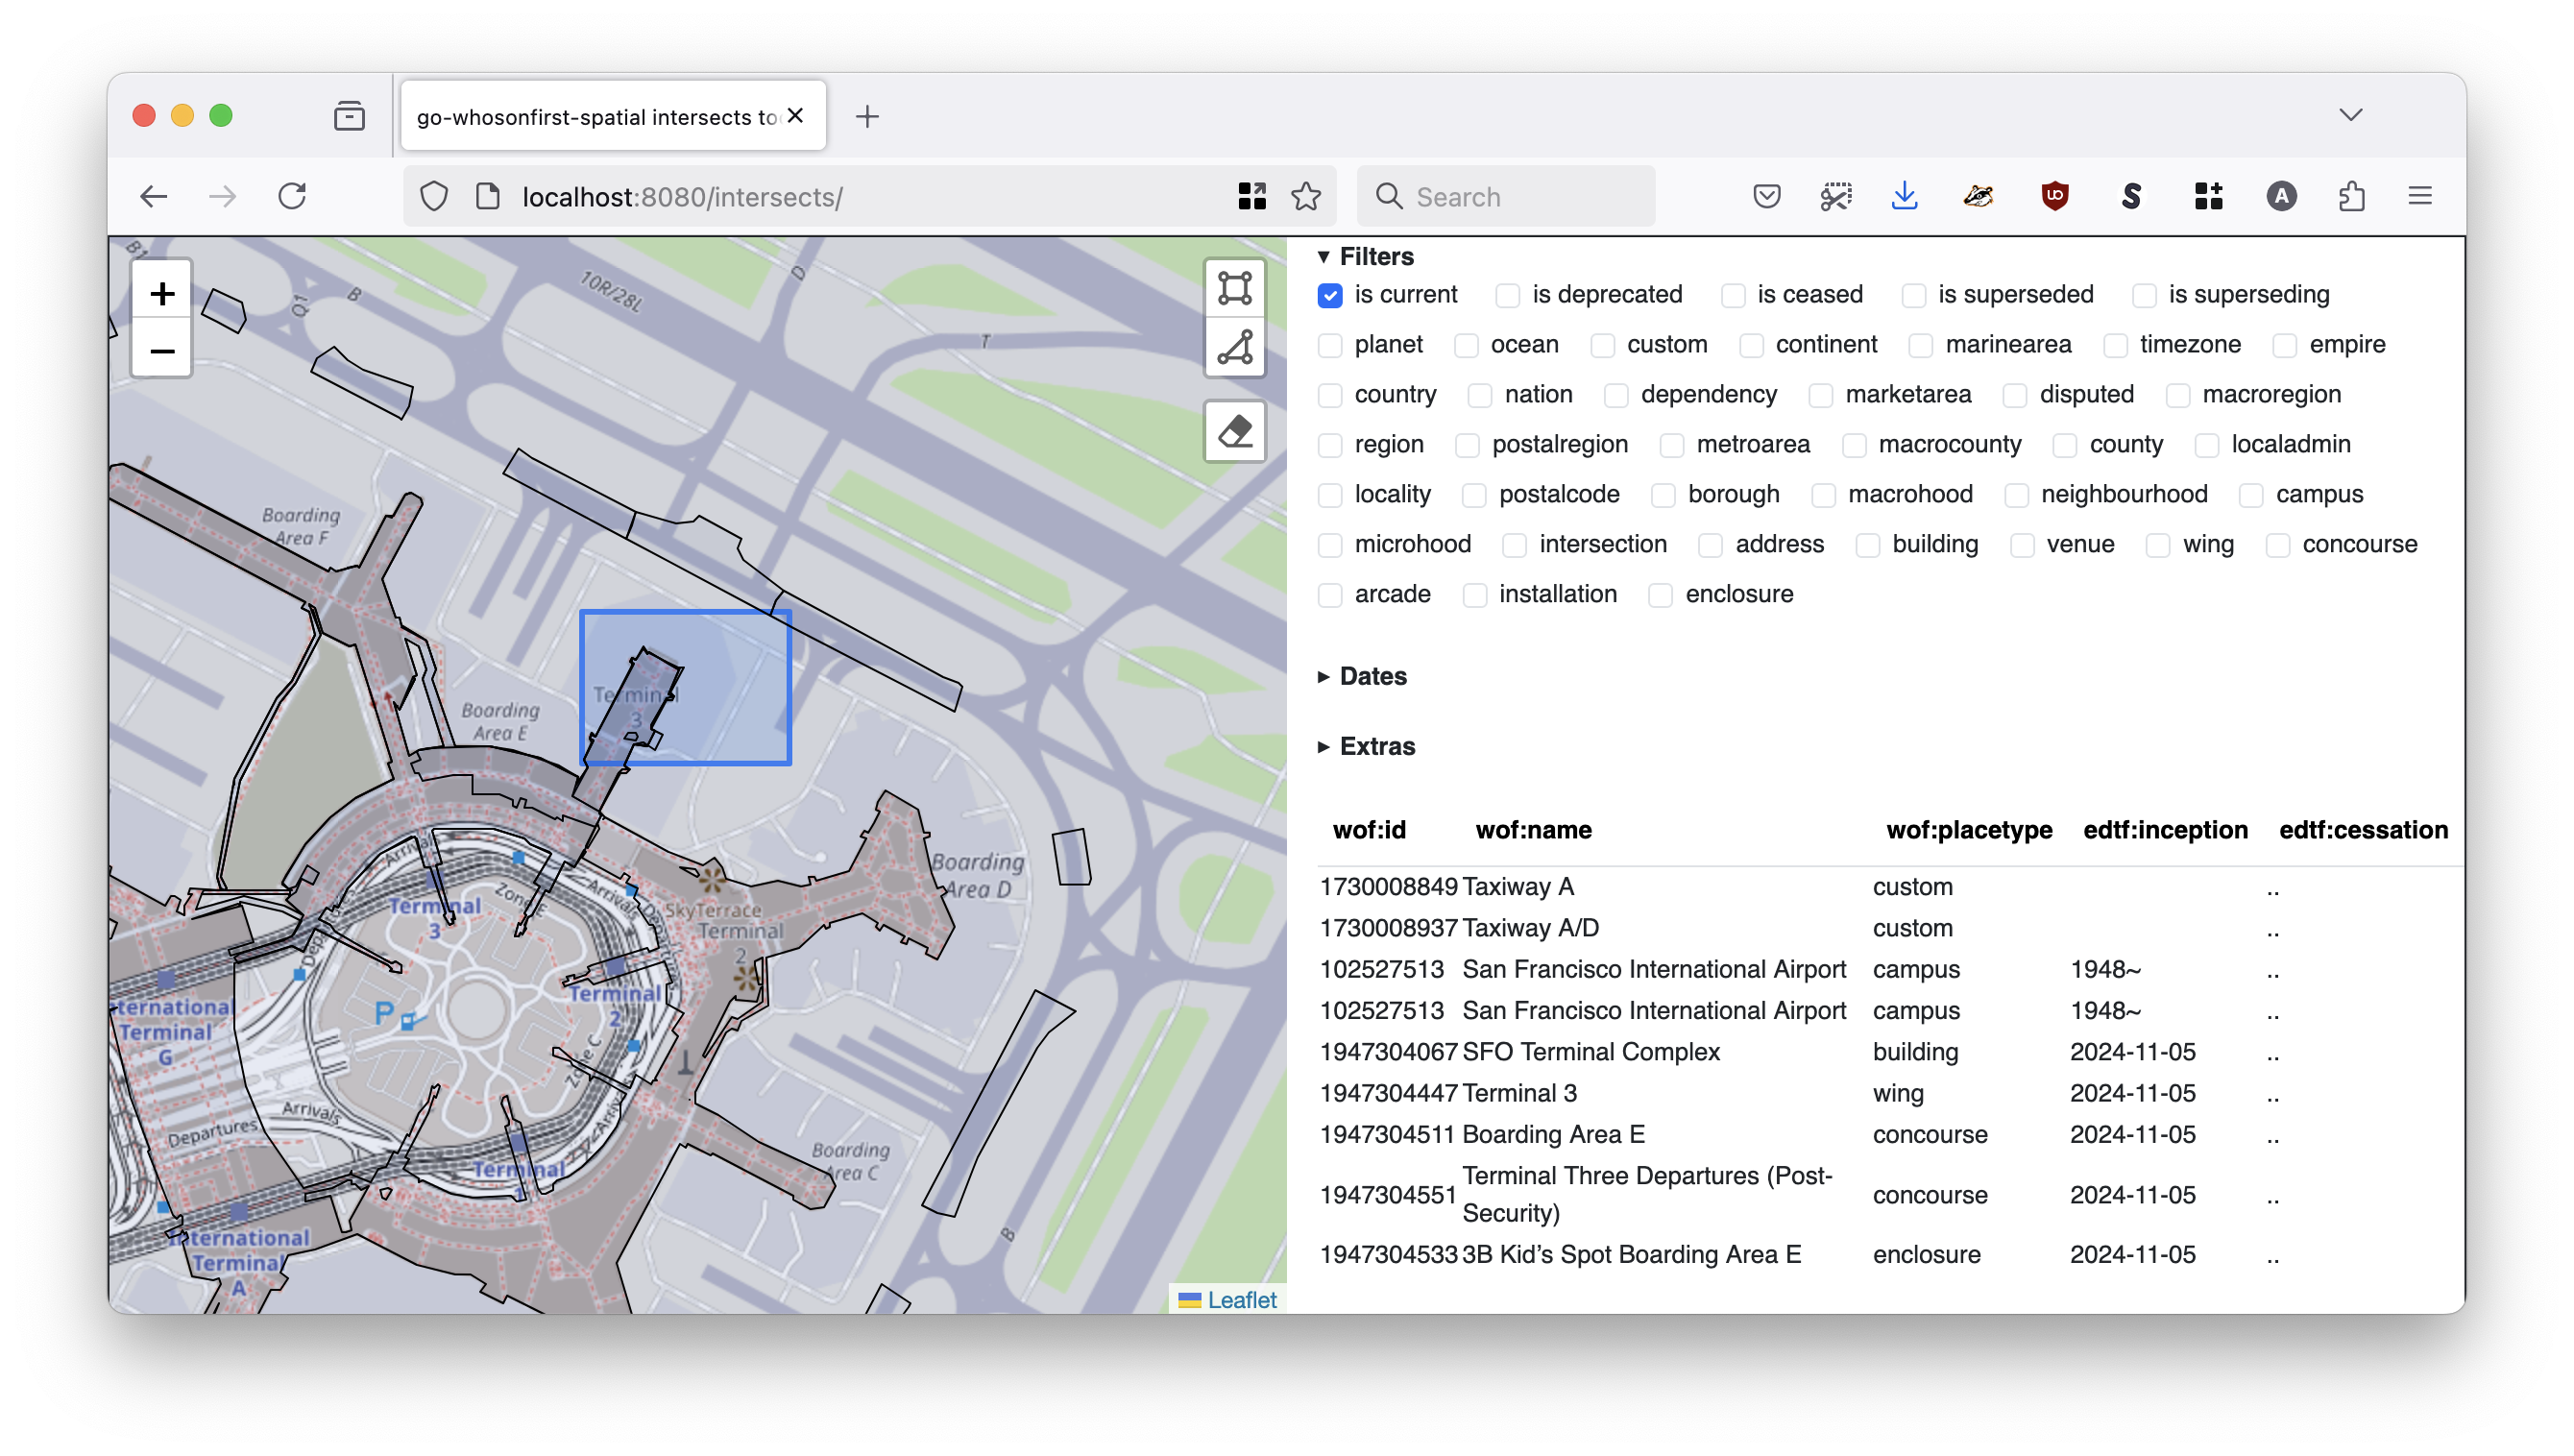 go-whosonfirst-spatial intersects to
localhost:8080/intersects/
Search
B1
Q1
B
10R/28L
D
T
Boarding
Area F
Boarding
Area E
Terminal
3
Boarding
Area D
SkyTerrace
Terminal
2
Terminal
3
Zone E
Arrivals
Departures
Terminal
2
P
nternational
Terminal
G
Zone C
Arrivals
Departures
Terminal
1
International
Terminal
A
Boarding
Area C
B
Leaflet
▼ Filters
is current is deprecated is ceased is superseded is superseding
planet ocean custom continent marinearea timezone empire
country nation dependency marketarea disputed macroregion
region postalregion metroarea macrocounty county localadmin
locality postalcode borough macrohood neighbourhood campus
microhood intersection address building venue wing concourse
arcade installation enclosure
► Dates
► Extras
wof:id wof:name wof:placetype edtf:inception edtf:cessation
1730008849 Taxiway A custom ..
1730008937 Taxiway A/D custom ..
102527513 San Francisco International Airport campus 1948~ ..
102527513 San Francisco International Airport campus 1948~ ..
1947304067 SFO Terminal Complex building 2024-11-05 ..
1947304447 Terminal 3 wing 2024-11-05 ..
1947304511 Boarding Area E concourse 2024-11-05 ..
1947304551 Terminal Three Departures (Post-
Security) concourse 2024-11-05 ..
1947304533 3B Kid’s Spot Boarding Area E enclosure 2024-11-05 ..